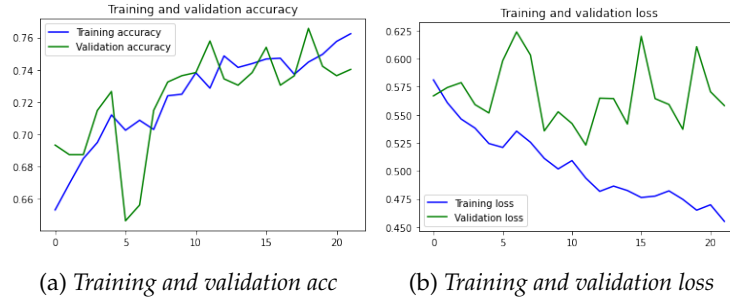 Training and validation accuracy
Training accuracy
Validation accuracy
0.76
0.74
0.72
0.70
0.68
0.66
0 5 10 15 20
(a) Training and validation acc
Training and validation loss
0.625
0.600
0.575
0.550
0.525
0.500
0.475
0.450
Training loss
Validation loss
0 5 10 15 20
(b) Training and validation loss